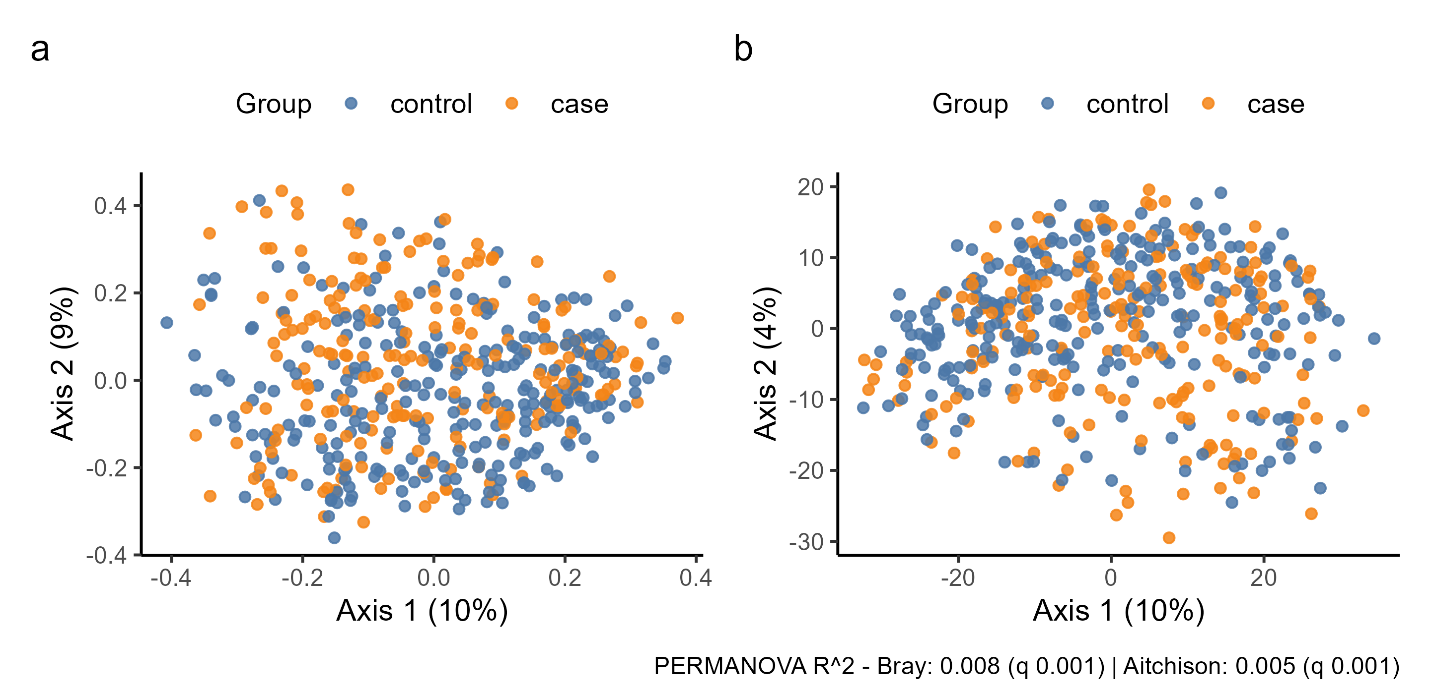 a
b
Group control case
Group control case
0.4
0.2
0.0
-0.2
-0.4
Axis 2 (9%)
-0.4 -0.2 0.0 0.2 0.4
Axis 1 (10%)
20
10
0
-10
-20
-30
Axis 2 (4%)
-20 0 20
Axis 1 (10%)
PERMANOVA R^2 - Bray: 0.008 (q 0.001) | Aitchison: 0.005 (q 0.001)